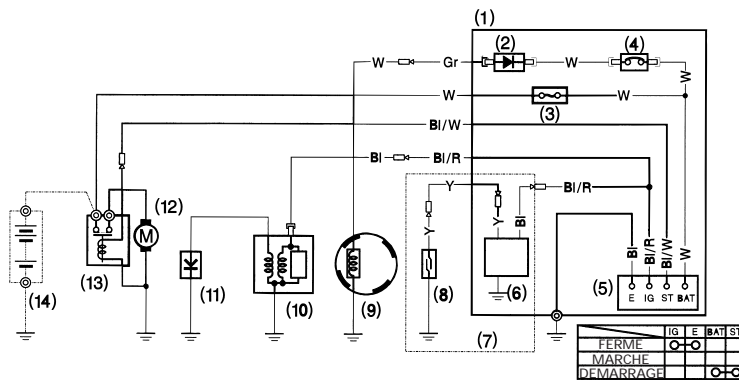 (1)
(2)
(4)
W
Gr
W
W
W
W
(3)
Bl/W
Bl
Bl/R
Y
Bl/R
Y
Y
Bl
(12)
M
(13)
(14)
(11)
(10)
(9)
(8)
(6)
(7)
Bl
Bl/R
Bl/W
W
(5)
E IG ST BAT
IG E BAT ST
FERME
MARCHE
DEMARRAGE